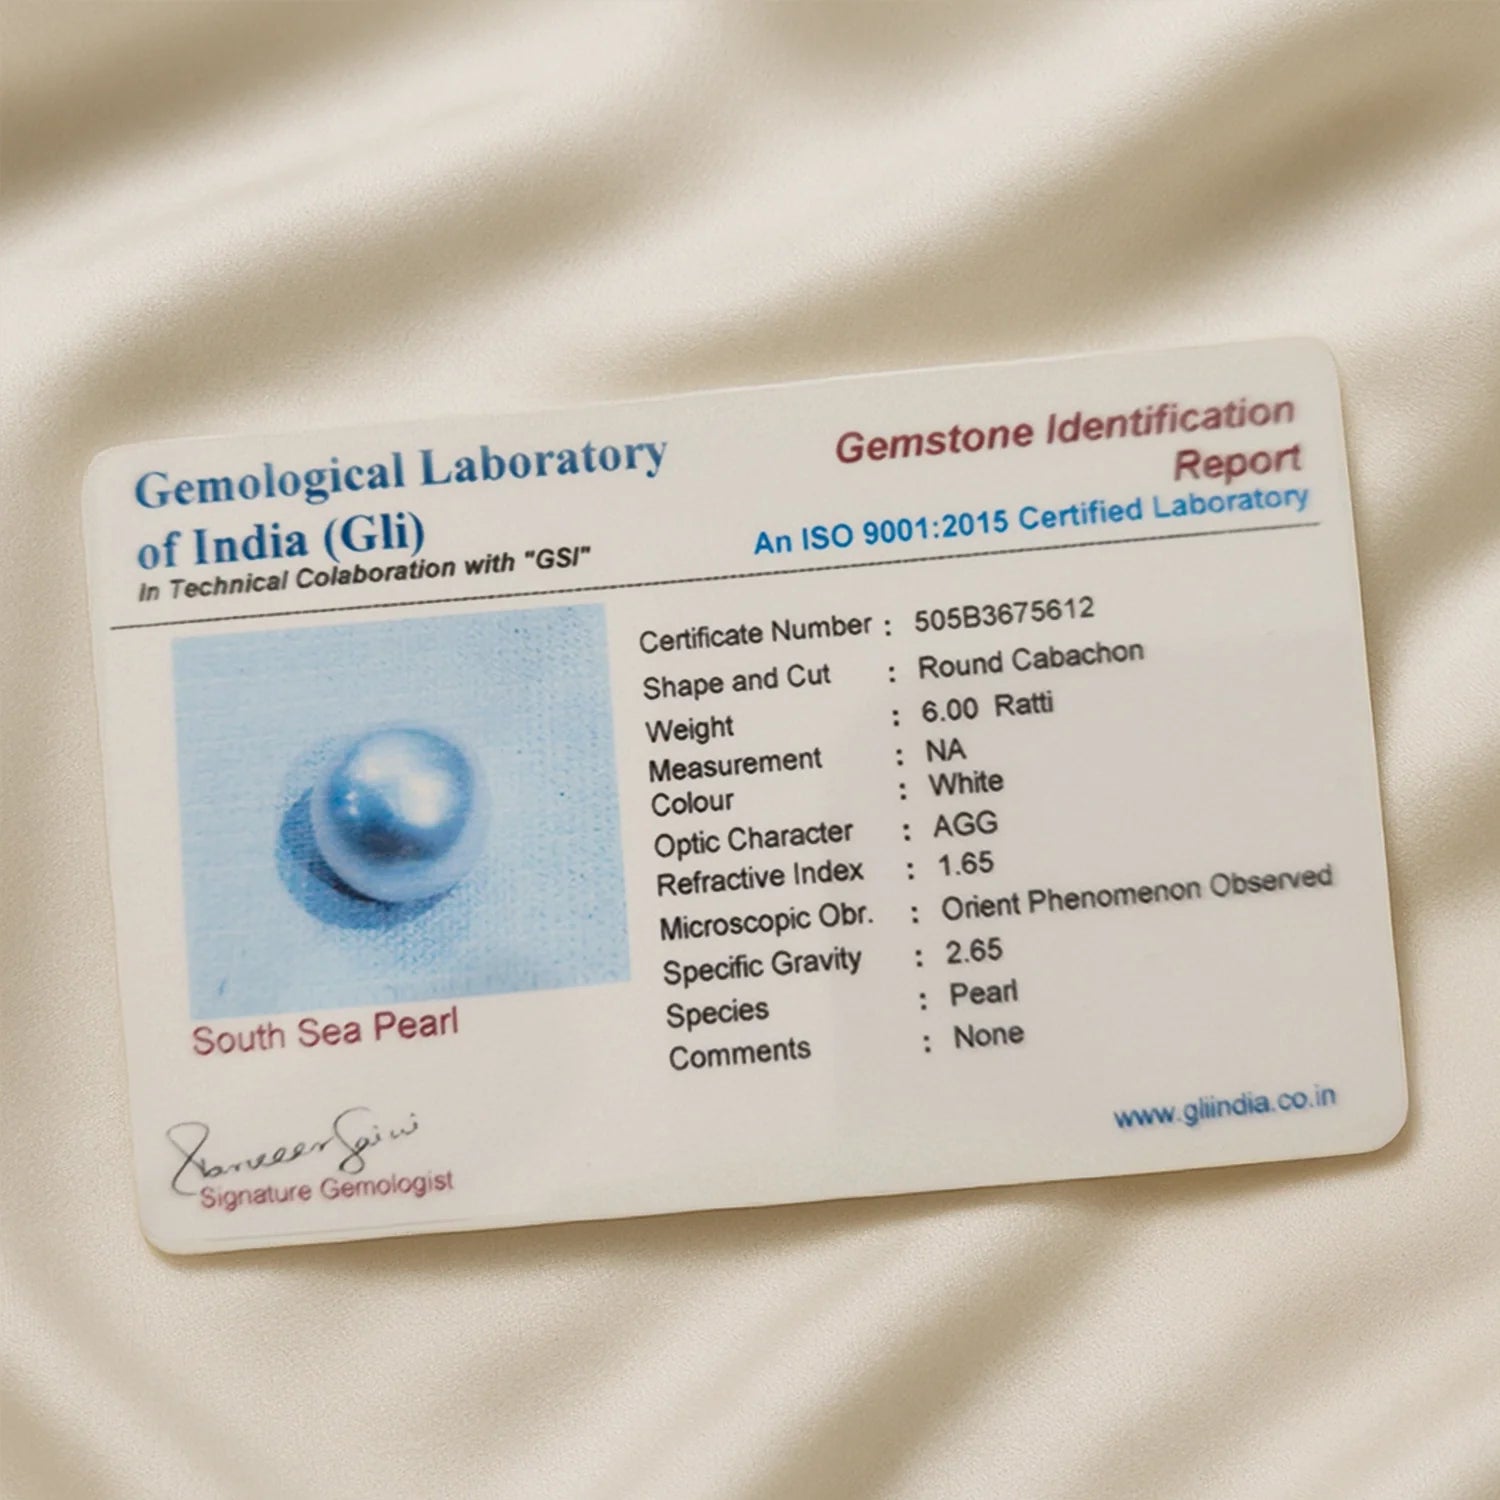 Gemological Laboratory
of India (Gli)
In Technical Colaboration with "GSI"
Gemstone Identification
Report
An ISO 9001:2015 Certified Laboratory
Certificate Number : 505B3675612
Shape and Cut : Round Cabachon
Weight : 6.00 Ratti
Measurement : NA
Colour : White
Optic Character : AGG
Refractive Index : 1.65
Microscopic Obr. : Orient Phenomenon Observed
Specific Gravity : 2.65
Species : Pearl
Comments : None
South Sea Pearl
Signature Gemologist
www.gliindia.co.in